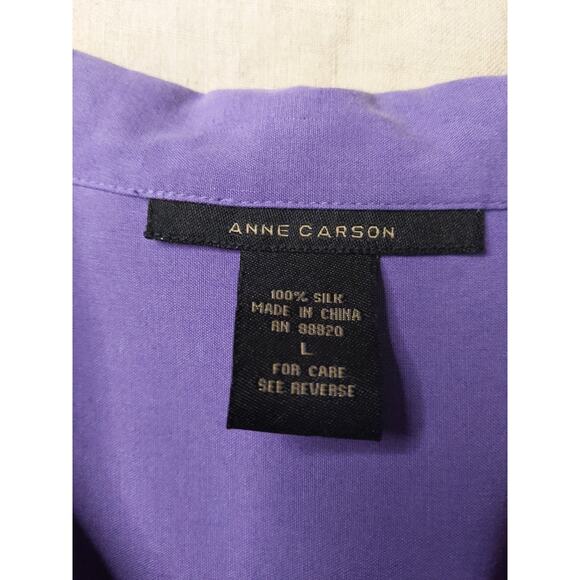 ANNE CARSON
100% SILK
MADE IN CHINA
RN 88820
L
FOR CARE
SEE REVERSE